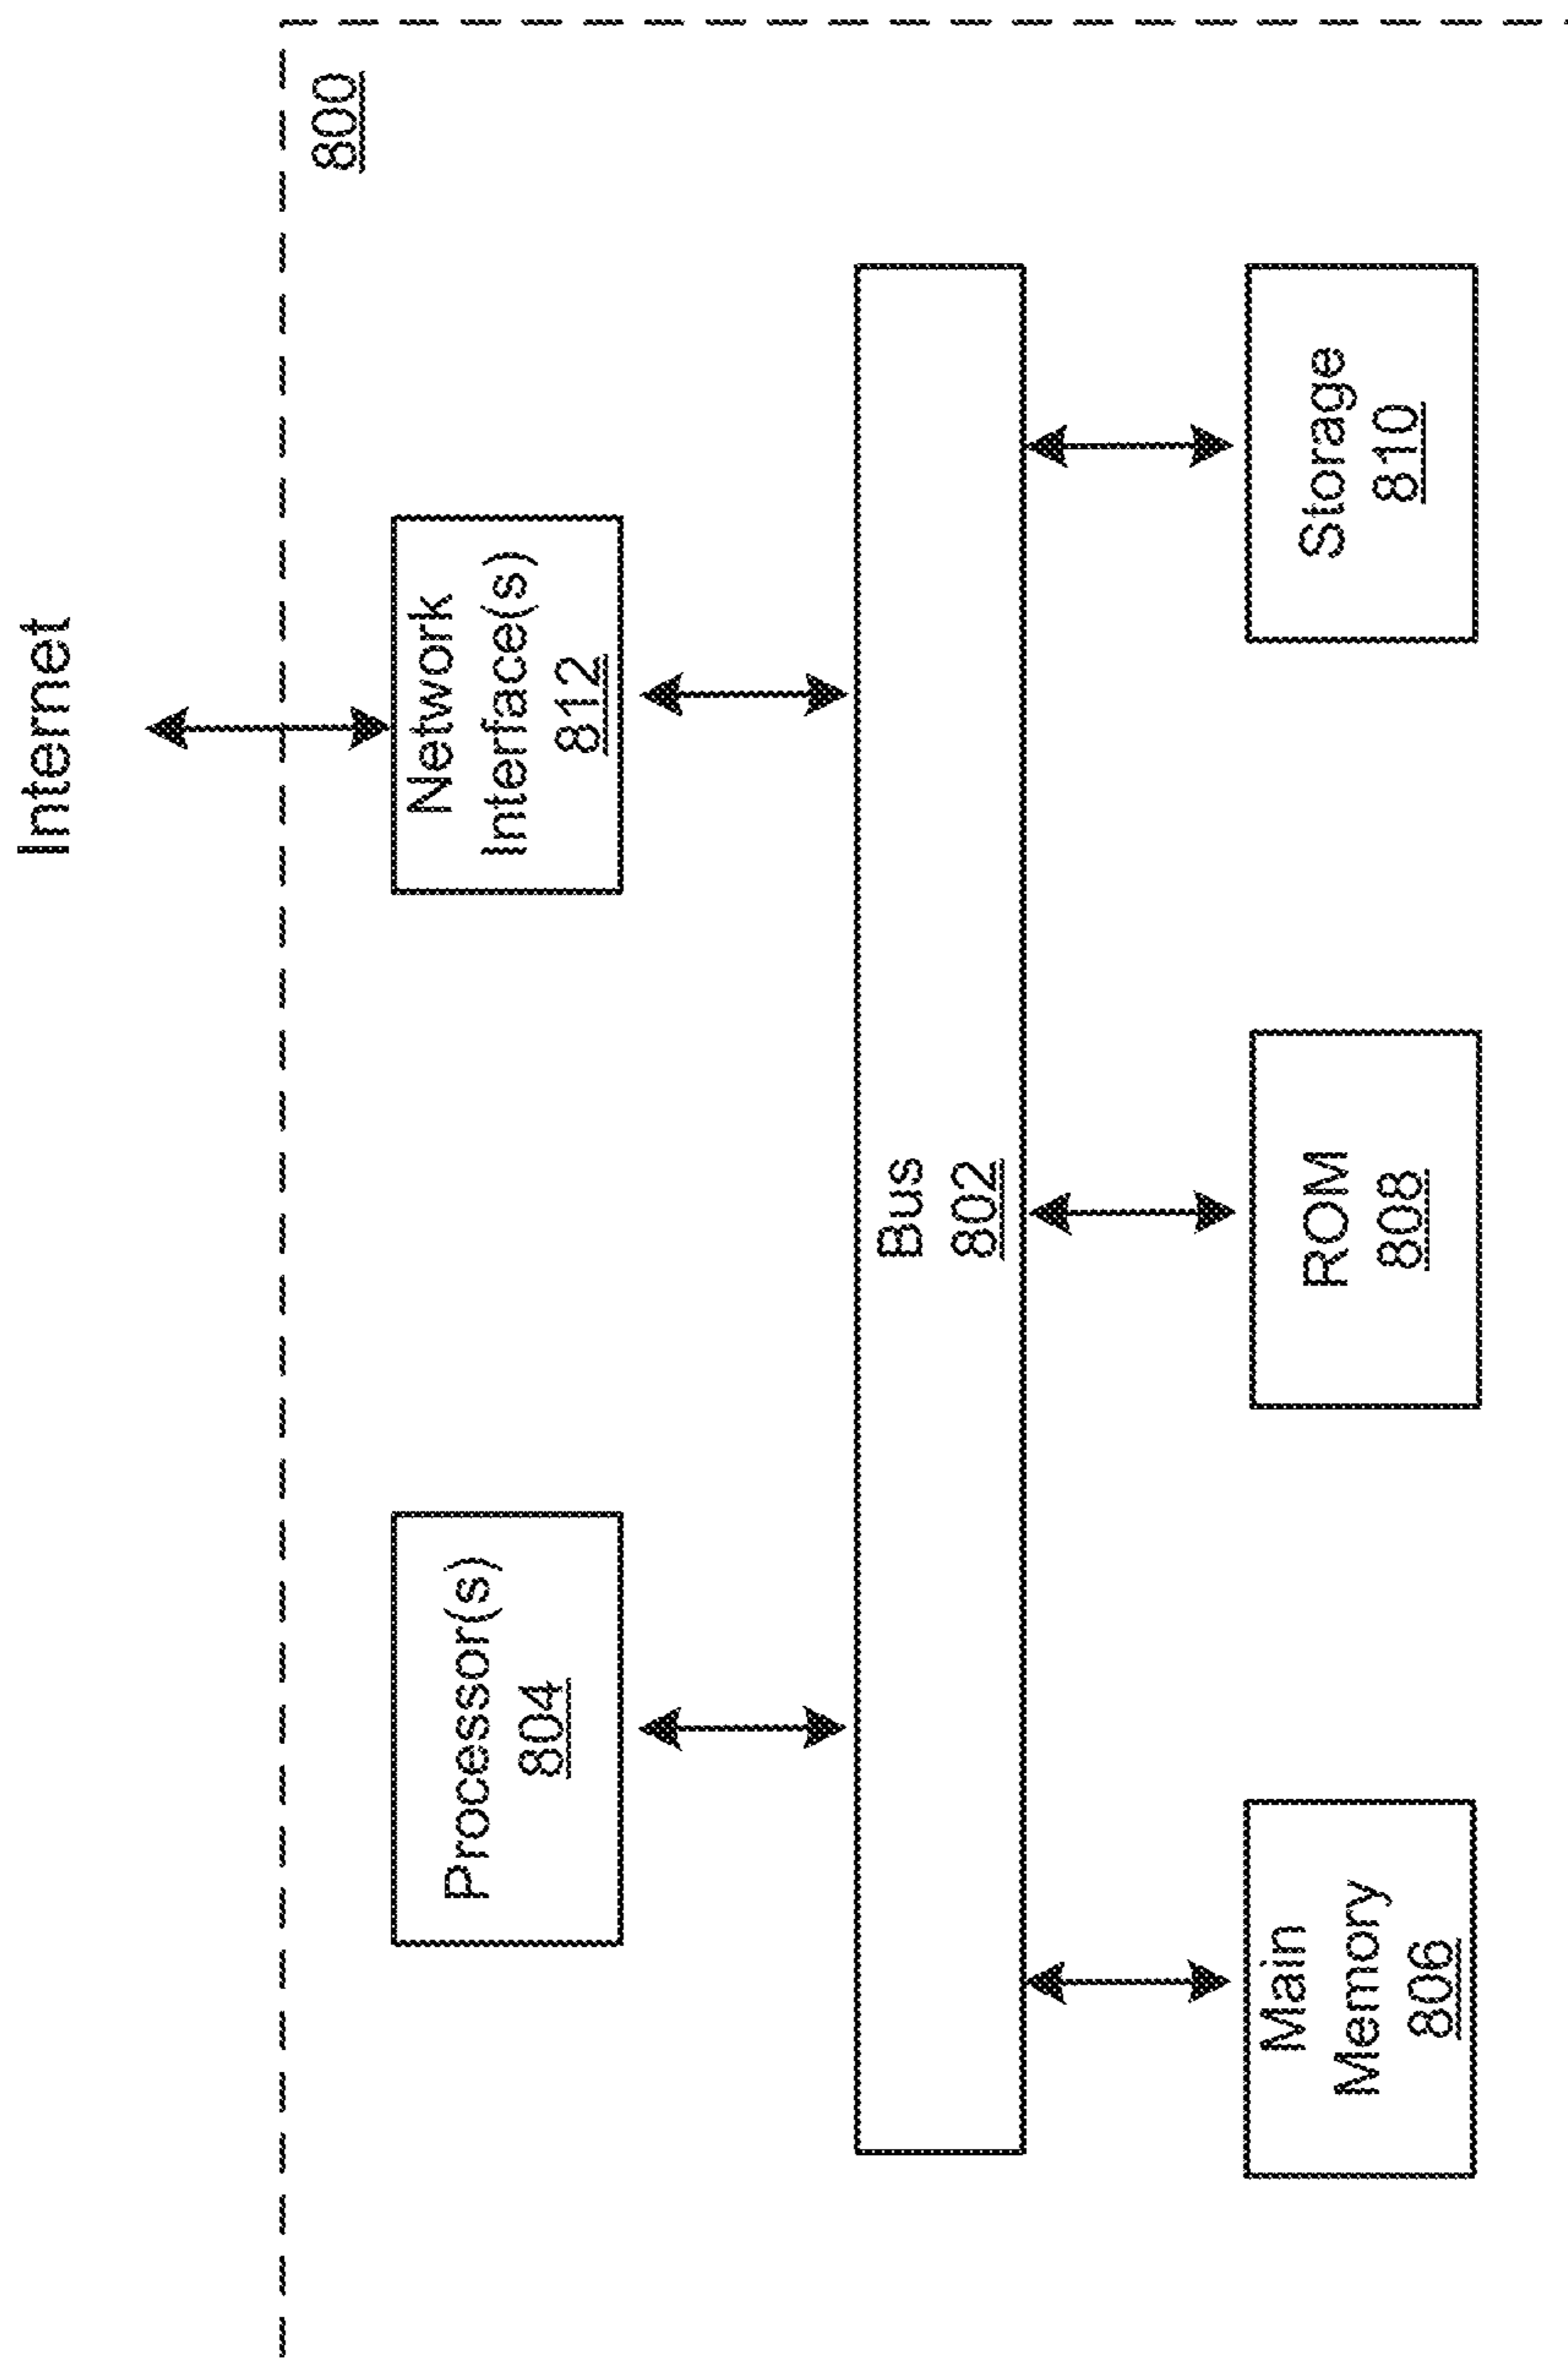 Internet
800
Processor(s)
804
Network
Interface(s)
812
Bus
802
Main
Memory
806
ROM
808
Storage
810